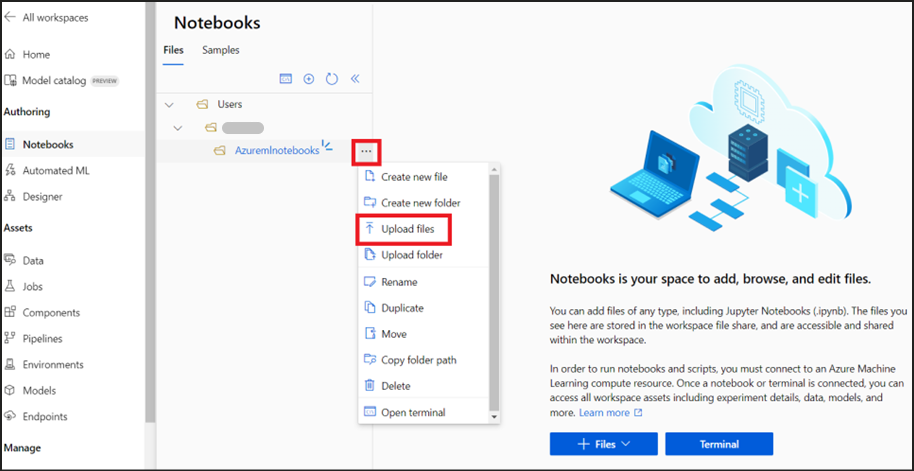 All workspaces
Home
Model catalog PREVIEW
Authoring
Notebooks
Automated ML
Designer
Assets
Data
Jobs
Components
Pipelines
Environments
Models
Endpoints
Manage
Notebooks
Files Samples
Users
Azuremlnotebooks
Create new file
Create new folder
Upload files
Upload folder
Rename
Duplicate
Move
Copy folder path
Delete
Open terminal
Notebooks is your space to add, browse, and edit files.
You can add files of any type, including Jupyter Notebooks (.ipynb). The files you
see here are stored in the workspace file share, and are accessible and shared
within the workspace.
In order to run notebooks and scripts, you must connect to an Azure Machine
Learning compute resource. Once a notebook or terminal is connected, you can
access all workspace assets including experiment details, data, models, and
more. Learn more
Files Terminal